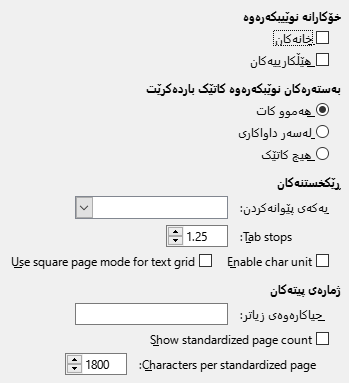 خۆکارانە نوێیبکەرەوە
خانەکان
هێڵکارییەکان
بەستەرەکان نوێبکەرەوە کاتێک باردەکرێت
هەموو کات
لەسەر داواکاری
هیچ کاتێک
ڕێکخستنەکان
یەکەی پێوانەکردن:
Tab stops: 1.25
Enable char unit Use square page mode for text grid
ژمارەی پیتەکان
جیاکارەوەی زیاتر:
Show standardized page count
Characters per standardized page: 1800